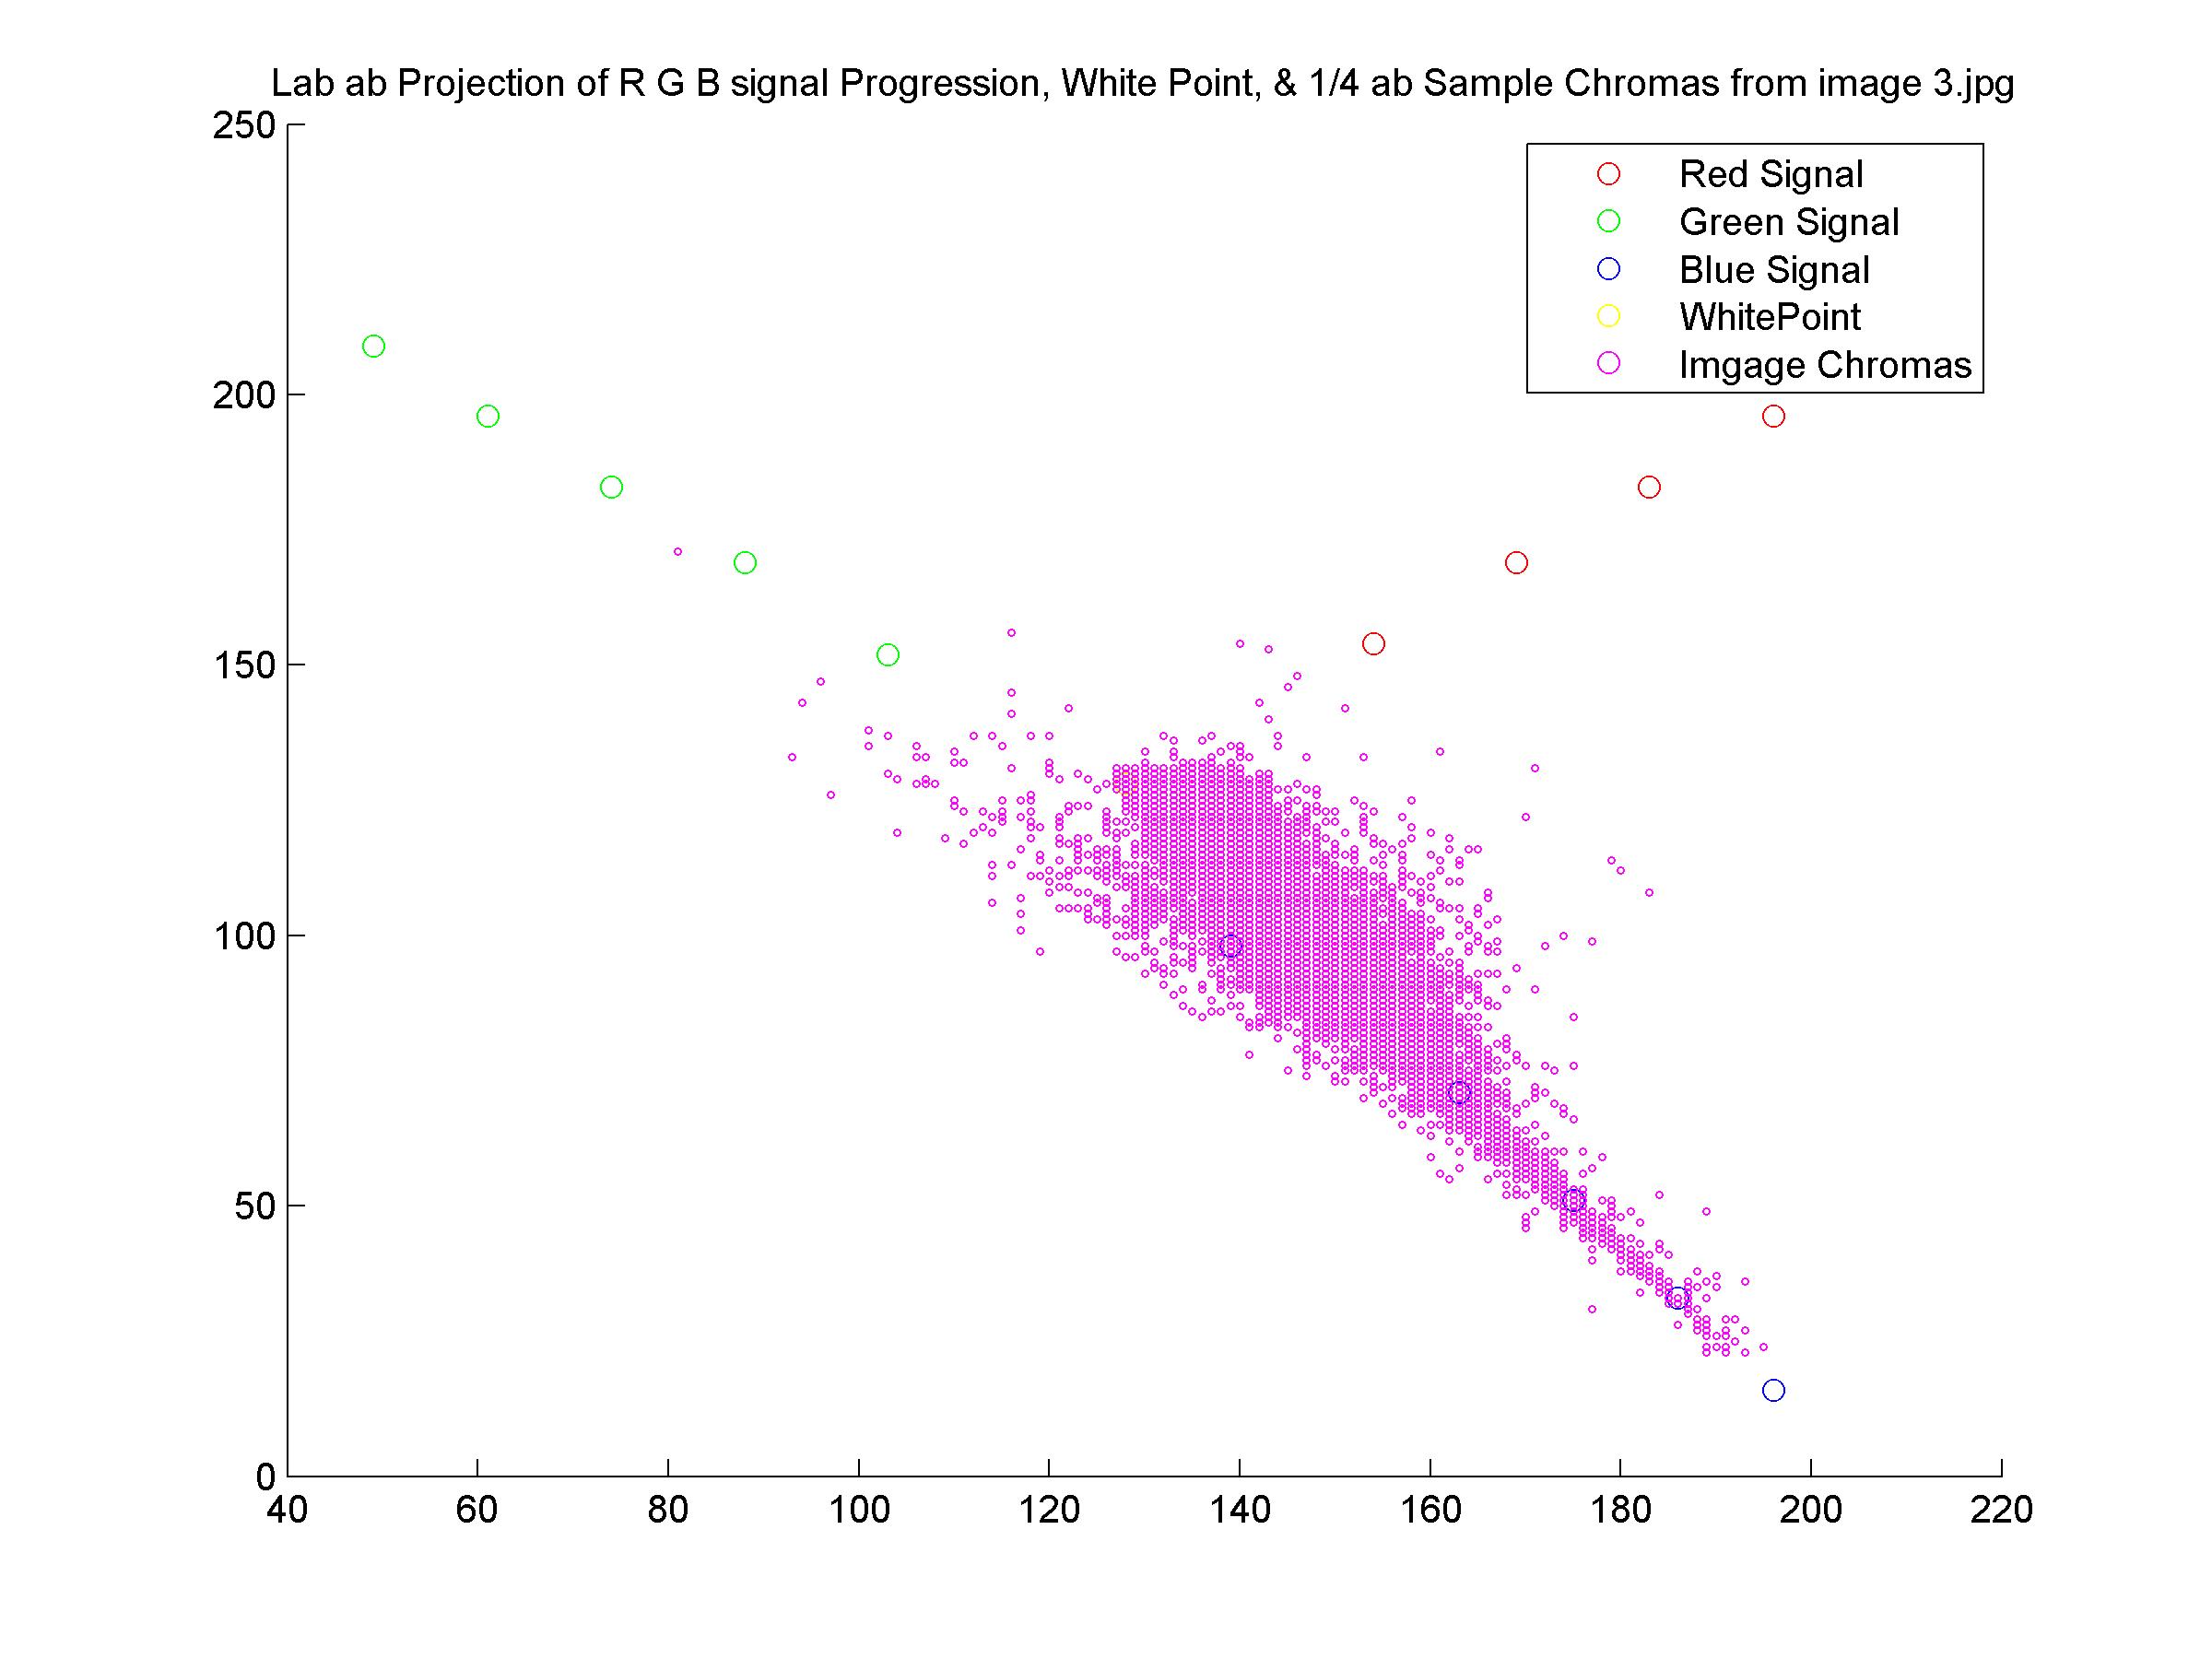 Lab ab Projection of R G B signal Progression, White Point, & 1/4 ab Sample Chromas from image 3.jpg
250
200
150
100
50
0
Red Signal
Green Signal
Blue Signal
WhitePoint
Imgage Chromas
40 60 80 100 120 140 160 180 200 220